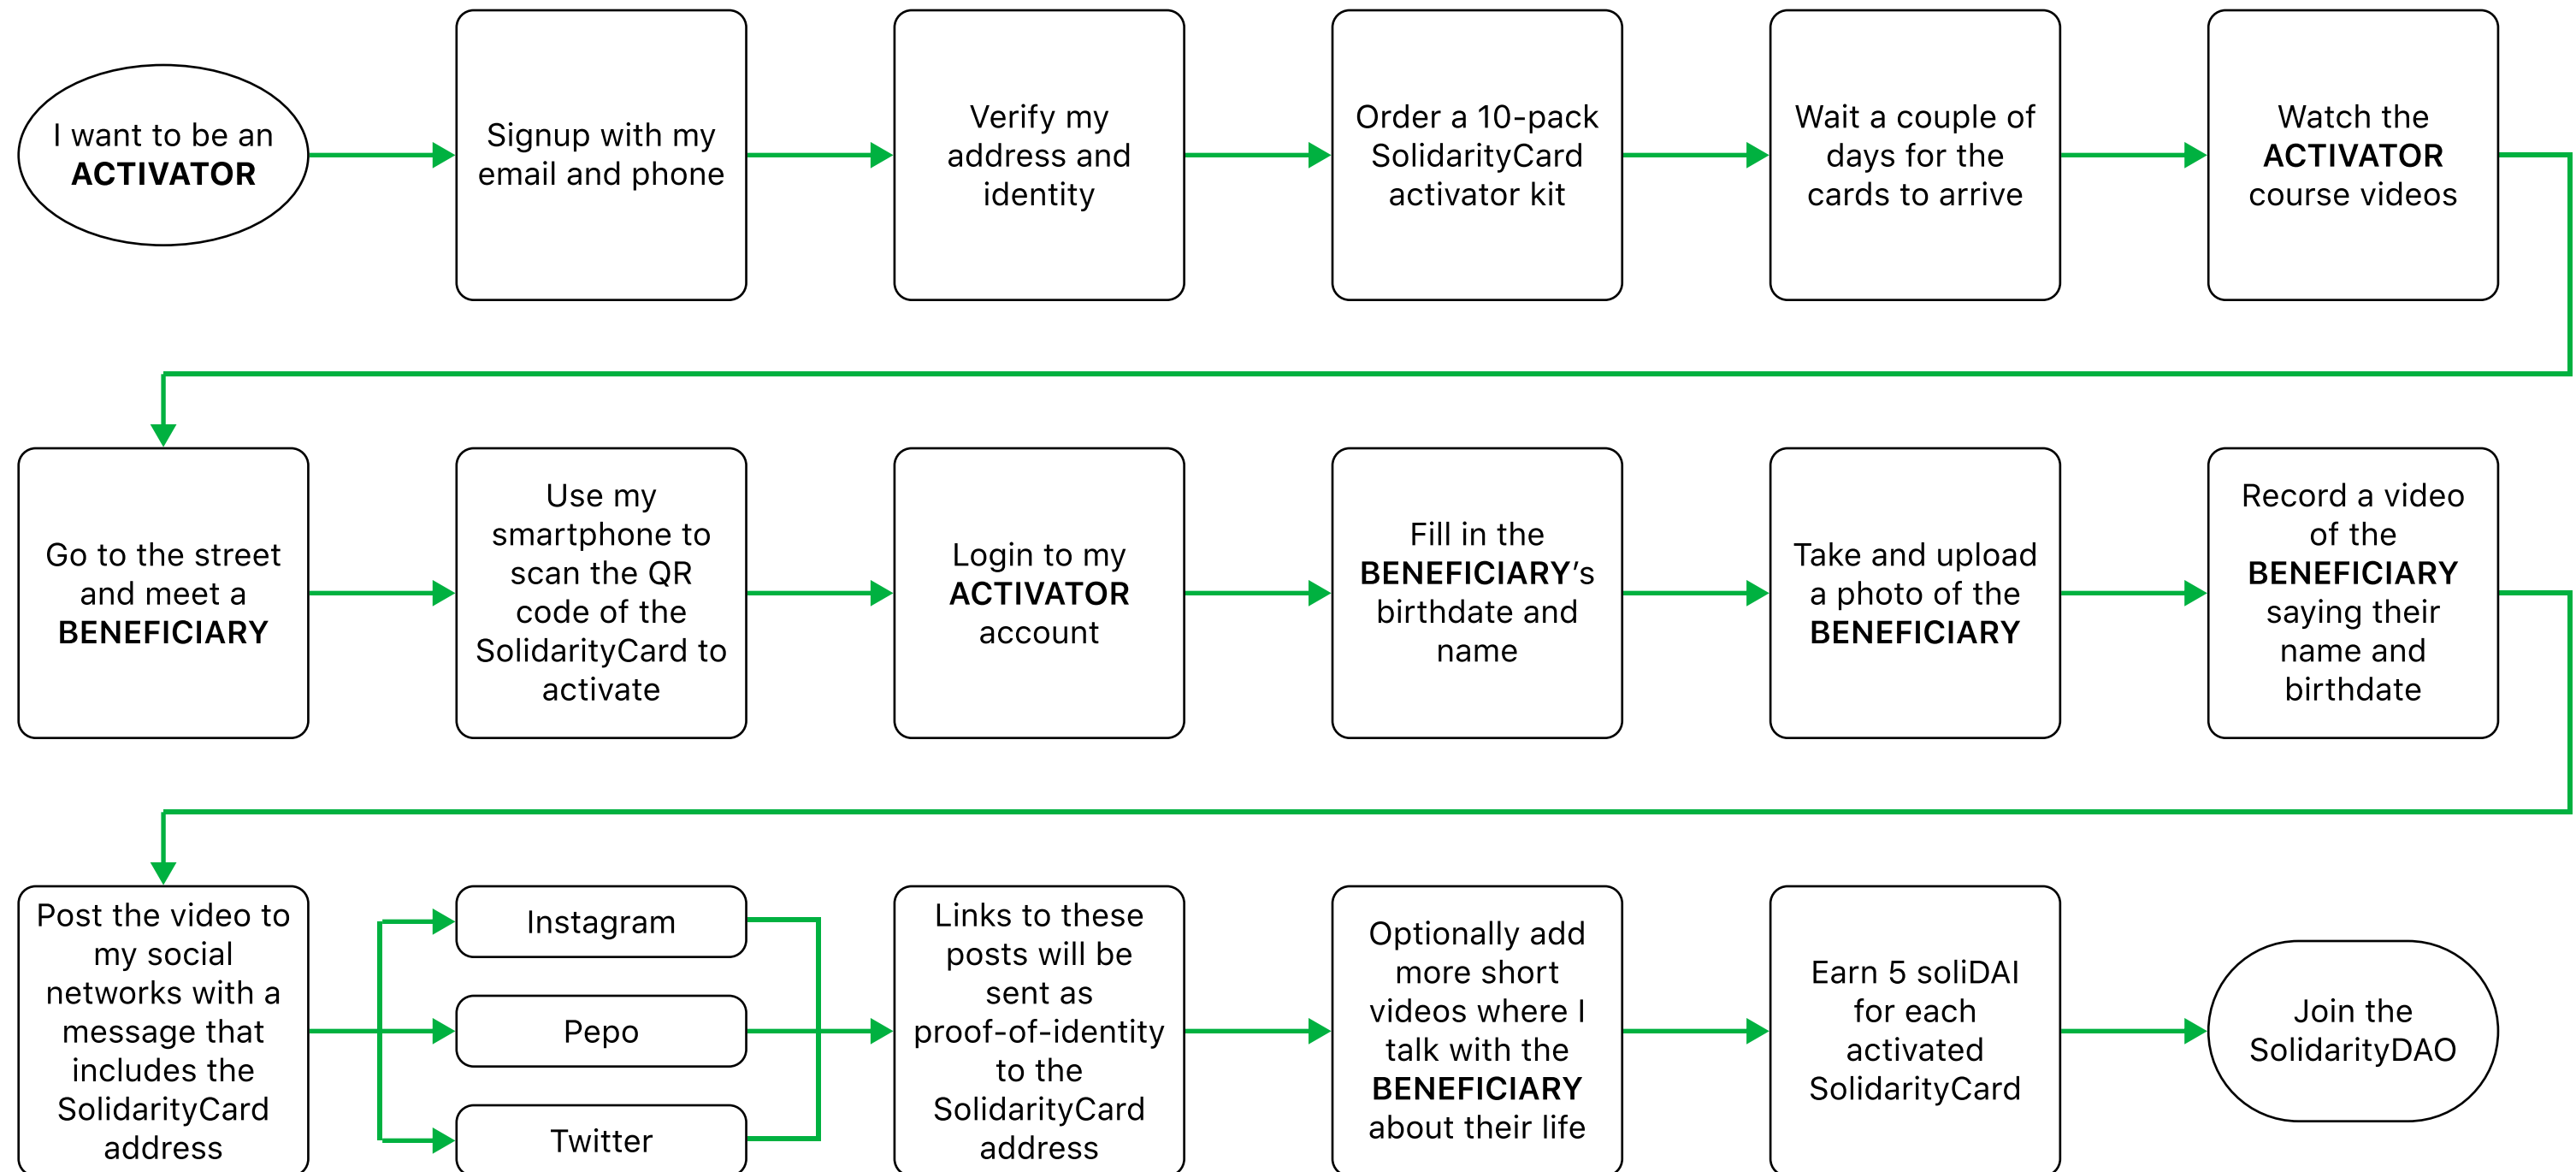 I want to be an
ACTIVATOR
Signup with my
email and phone
Verify my
address and
identity
Order a 10-pack
SolidarityCard
activator kit
Wait a couple of
days for the
cards to arrive
Watch the
ACTIVATOR
course videos
Go to the street
and meet a
BENEFICIARY
Use my
smartphone to
scan the QR
code of the
SolidarityCard to
activate
Login to my
ACTIVATOR
account
Fill in the
BENEFICIARY’s
birthdate and
name
Take and upload
a photo of the
BENEFICIARY
Record a video
of the
BENEFICIARY
saying their
name and
birthdate
Post the video to
my social
networks with a
message that
includes the
SolidarityCard
address
Instagram
Pepo
Twitter
Links to these
posts will be
sent as
proof-of-identity
to the
SolidarityCard
address
Optionally add
more short
videos where I
talk with the
BENEFICIARY
about their life
Earn 5 soliDAI
for each
activated
SolidarityCard
Join the
SolidarityDAO